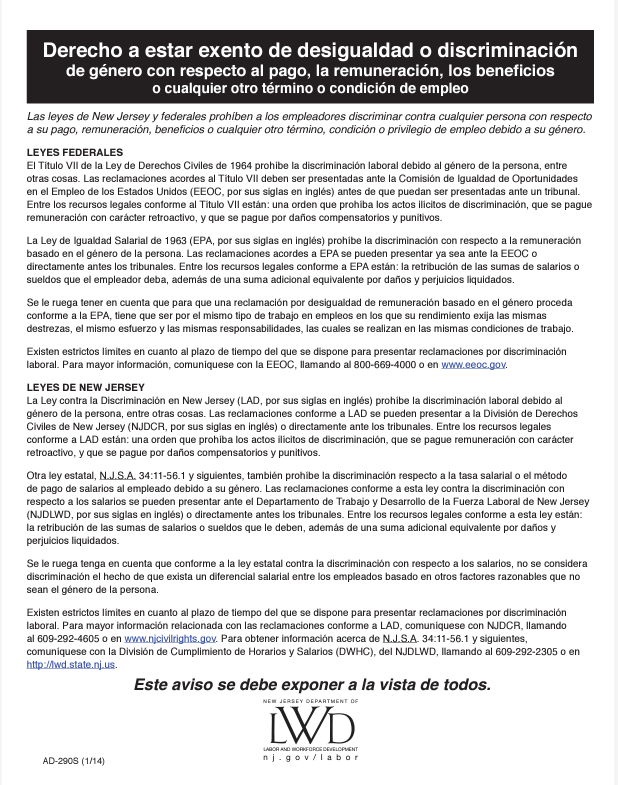 Derecho a estar exento de desigualdad o discriminación
de género con respecto al pago, la remuneración, los beneficios
o cualquier otro término o condición de empleo
Las leyes de New Jersey y federales prohíben a los empleadores discriminar contra cualquier persona con respecto
a su pago, remuneración, beneficios o cualquier otro término, condición o privilegio de empleo debido a su género.
LEYES FEDERALES
El Título VII de la Ley de Derechos Civiles de 1964 prohíbe la discriminación laboral debido al género de la persona, entre
otras cosas. Las reclamaciones acordes al Título VII deben ser presentadas ante la Comisión de Igualdad de Oportunidades
en el Empleo de los Estados Unidos (EEOC, por sus siglas en inglés) antes de que puedan ser presentadas ante un tribunal.
Entre los recursos legales conforme al Título VII están: una orden que prohíba los actos ilícitos de discriminación, que se pague
remuneración con carácter retroactivo, y que se pague por daños compensatorios y punitivos.
La Ley de Igualdad Salarial de 1963 (EPA, por sus siglas en inglés) prohíbe la discriminación con respecto a la remuneración
basado en el género de la persona. Las reclamaciones acordes a EPA se pueden presentar ya sea ante la EEOC o
directamente antes los tribunales. Entre los recursos legales conforme a EPA están: la retribución de las sumas de salarios o
sueldos que el empleador deba, además de una suma adicional equivalente por daños y perjuicios liquidados.
Se le ruega tener en cuenta que para que una reclamación por desigualdad de remuneración basado en el género proceda
conforme a la EPA, tiene que ser por el mismo tipo de trabajo en empleos en los que su rendimiento exija las mismas
destrezas, el mismo esfuerzo y las mismas responsabilidades, las cuales se realizan en las mismas condiciones de trabajo.
Existen estrictos límites en cuanto al plazo de tiempo del que se dispone para presentar reclamaciones por discriminación
laboral. Para mayor información, comuníquese con la EEOC, llamando al 800-669-4000 o en www.eeoc.gov.
LEYES DE NEW JERSEY
La Ley contra la Discriminación en New Jersey (LAD, por sus siglas en inglés) prohíbe la discriminación laboral debido al
género de la persona, entre otras cosas. Las reclamaciones conforme a LAD se pueden presentar a la División de Derechos
Civiles de New Jersey (NJDCR, por sus siglas en inglés) o directamente ante los tribunales. Entre los recursos legales
conforme a LAD están: una orden que prohíba los actos ilícitos de discriminación, que se pague remuneración con carácter
retroactivo, y que se pague por daños compensatorios y punitivos.
Otra ley estatal, N.J.S.A. 34:11-56.1 y siguientes, también prohíbe la discriminación respecto a la tasa salarial o el método
de pago de salarios al empleado debido a su género. Las reclamaciones conforme a esta ley contra la discriminación con
respecto a los salarios se pueden presentar ante el Departamento de Trabajo y Desarrollo de la Fuerza Laboral de New Jersey
(NJDLWD, por sus siglas en inglés) o directamente antes los tribunales. Entre los recursos legales conforme a esta ley están:
la retribución de las sumas de salarios o sueldos que le deben, además de una suma adicional equivalente por daños y
perjuicios liquidados.
Se le ruega tenga en cuenta que conforme a la ley estatal contra la discriminación con respecto a los salarios, no se considera
discriminación el hecho de que exista un diferencial salarial entre los empleados basado en otros factores razonables que no
sean el género de la persona.
Existen estrictos límites en cuanto al plazo de tiempo del que se dispone para presentar reclamaciones por discriminación
laboral. Para mayor información relacionada con las reclamaciones conforme a LAD, comuníquese con NJDCR, llamando
al 609-292-4605 o en www.njcivilrights.gov. Para obtener información acerca de N.J.S.A. 34:11-56.1 y siguientes,
comuníquese con la División de Cumplimiento de Horarios y Salarios (DWHC), del NJDLWD, llamando al 609-292-2305 o en
http://lwd.state.nj.us.
Este aviso se debe exponer a la vista de todos.
NEW JERSEY DEPARTMENT OF
LWD
LABOR AND WORKFORCE DEVELOPMENT
nj.gov/labor
AD-290S (1/14)